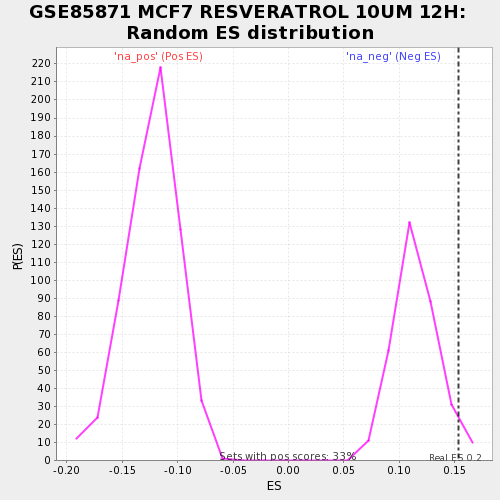 GSE85871 MCF7 RESVERATROL 10UM 12H:
Random ES distribution
'na_pos' (Pos ES)
'na_neg' (Neg ES)
P(ES)
220
210
200
190
180
170
160
150
140
130
120
110
100
90
80
70
60
50
40
30
20
10
0
Sets with pos scores: 33%
Real ES 0.2
-0.20 -0.15 -0.10 -0.05 0.00 0.05 0.10 0.15
ES